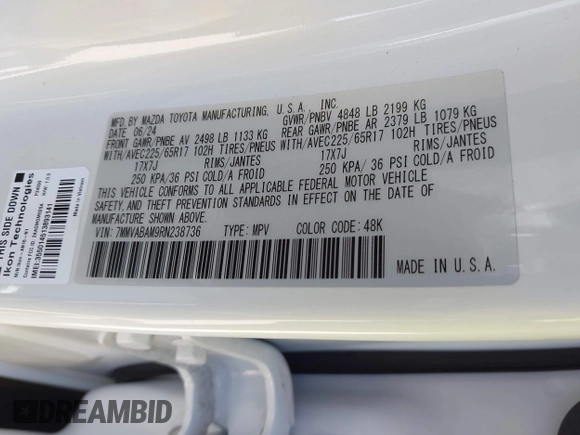 MFD. BY MAZDA TOYOTA MANUFACTURING, U.S.A. INC.
DATE 06/24 GVWR/PNBV 4848 LB 2199 KG
FRONT GAWR/PNBE AV 2498 LB 1133 KG REAR GAWR/PNBE AR 2379 LB 1079 KG
WITH/AVEC225/65R17 102H TIRES/PNEUS WITH/AVEC225/65R17 102H TIRES/PNEUS
17X7J RIMS/JANTES 17X7J RIMS/JANTES
250 KPA/ 36 PSI COLD/A FROID 250 KPA/ 36 PSI COLD/A FROID
THIS VEHICLE CONFORMS TO ALL APPLICABLE FEDERAL MOTOR VEHICLE
SAFETY, AND THEFT PREVENTION STANDARDS IN EFFECT ON THE DATE OF
MANUFACTURE SHOWN ABOVE.
VIN: 7MMVABAM9RN238736 TYPE: MPV COLOR: 48K
MADE IN U.S.A.
THIS SIDE DOWN
Ikon Technologies
Made in Vietnam
DREAMBID